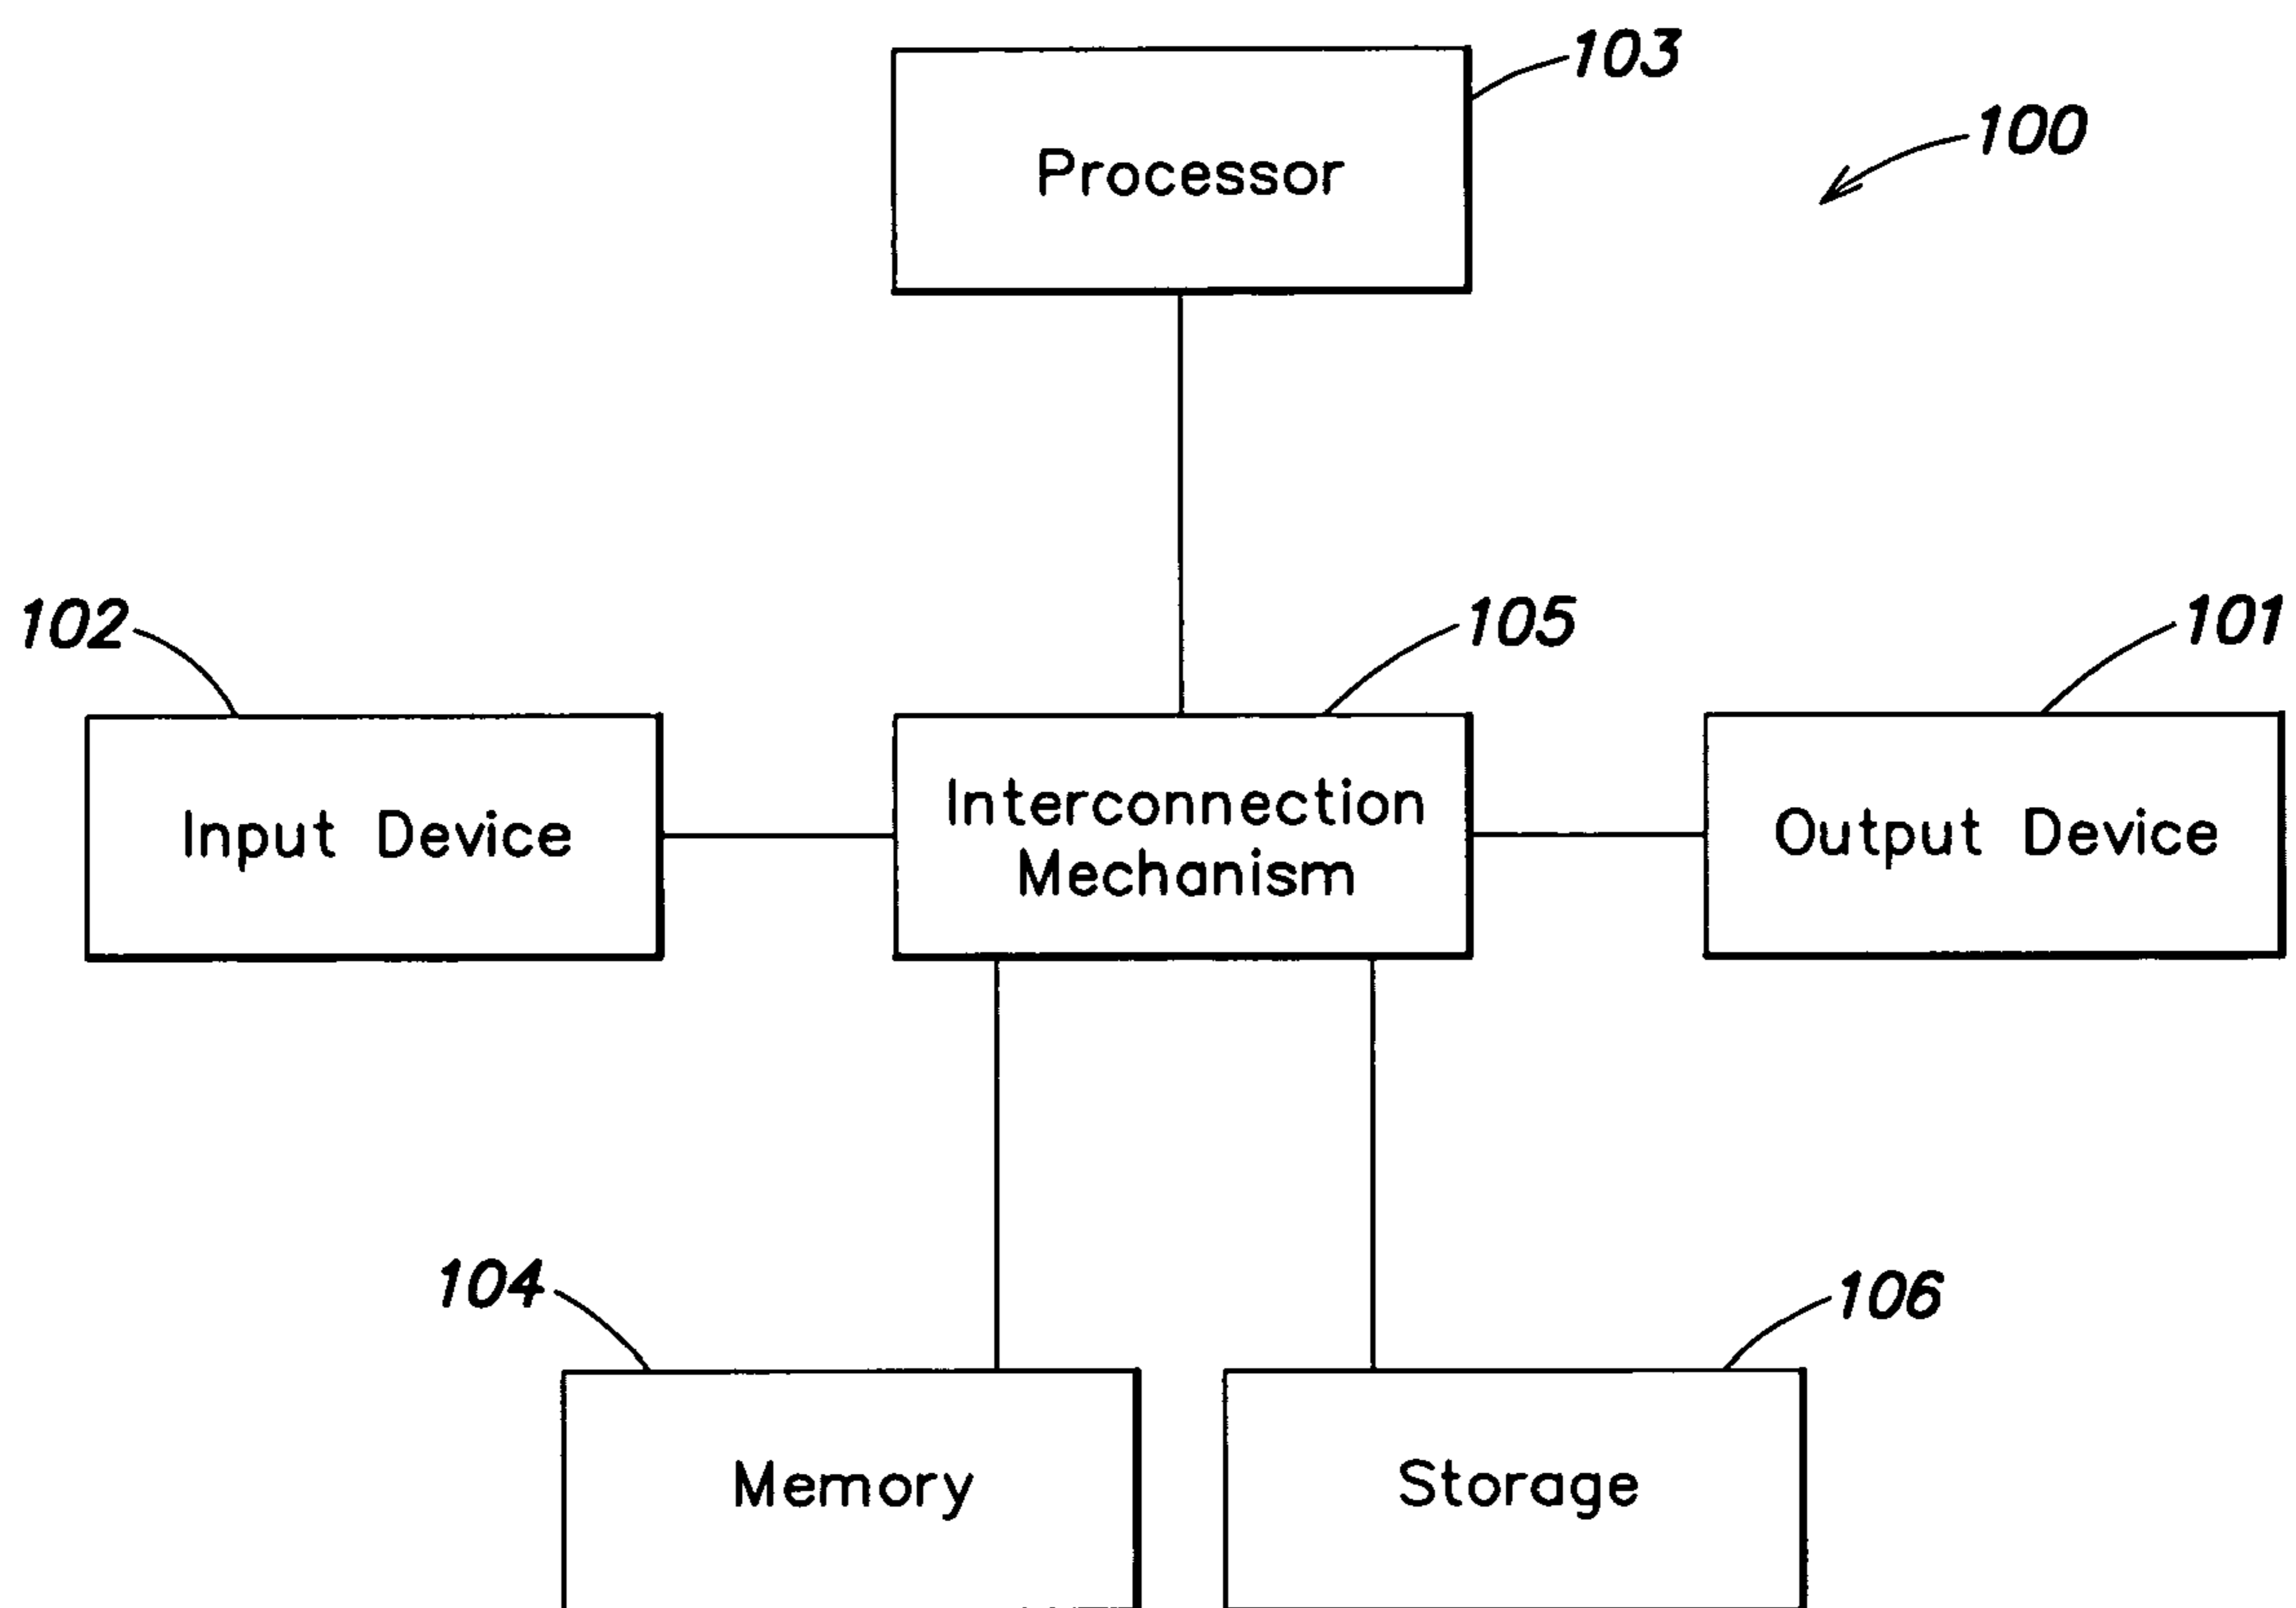 103
100
Processor
102
105
101
Input Device
Interconnection
Mechanism
Output Device
104
106
Memory
Storage